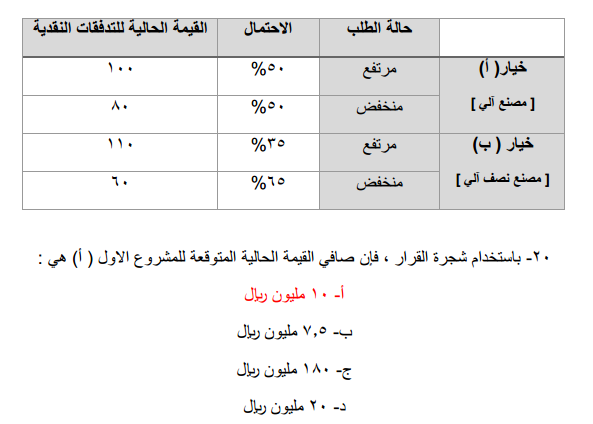 حالة الطلب الاحتمال القيمة الحالية للتدفقات النقدية
خيار( أ) مرتفع ٥٠% ١٠٠
[ مصنع آلي ] منخفض ٥٠% ٨٠
خيار ( ب) مرتفع ٣٥% ١١٠
[ مصنع نصف آلي ] منخفض ٦٥% ٦٠
٢٠- باستخدام شجرة القرار ، فإن صافي القيمة الحالية المتوقعة للمشروع الاول ( أ) هي :
أ- ١٠ مليون ريال
ب- ٧,٥ مليون ريال
ج- ١٨٠ مليون ريال
د- ٢٠ مليون ريال